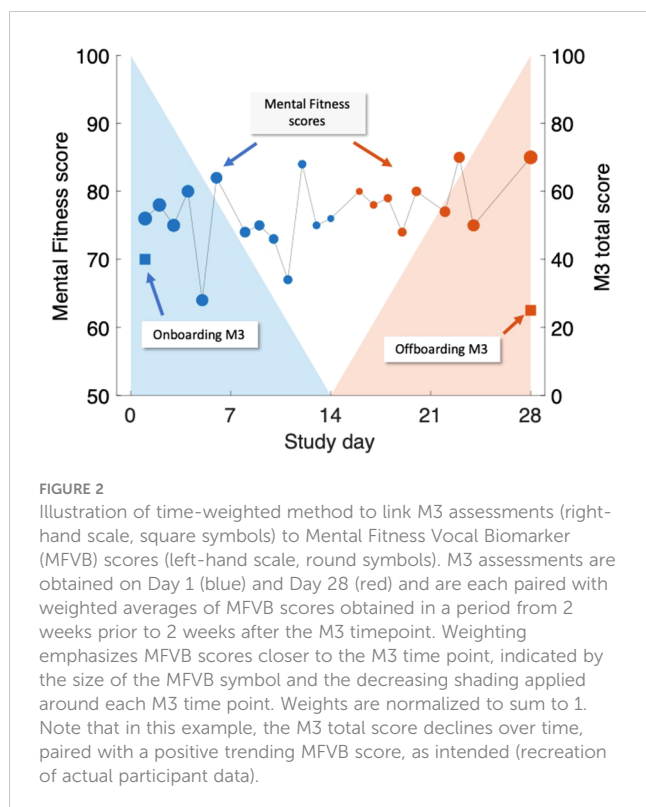 100
90
80
70
60
50
Mental Fitness score
100
80
60
40
20
0
M3 total score
Mental Fitness
scores
Onboarding M3
Offboarding M3
0
7
14
21
28
Study day
FIGURE 2
Illustration of time-weighted method to link M3 assessments (right-
hand scale, square symbols) to Mental Fitness Vocal Biomarker
(MFVB) scores (left-hand scale, round symbols). M3 assessments are
obtained on Day 1 (blue) and Day 28 (red) and are each paired with
weighted averages of MFVB scores obtained in a period from 2
weeks prior to 2 weeks after the M3 timepoint. Weighting
emphasizes MFVB scores closer to the M3 time point, indicated by
the size of the MFVB symbol and the decreasing shading applied
around each M3 time point. Weights are normalized to sum to 1.
Note that in this example, the M3 total score declines over time,
paired with a positive trending MFVB score, as intended (recreation
of actual participant data).